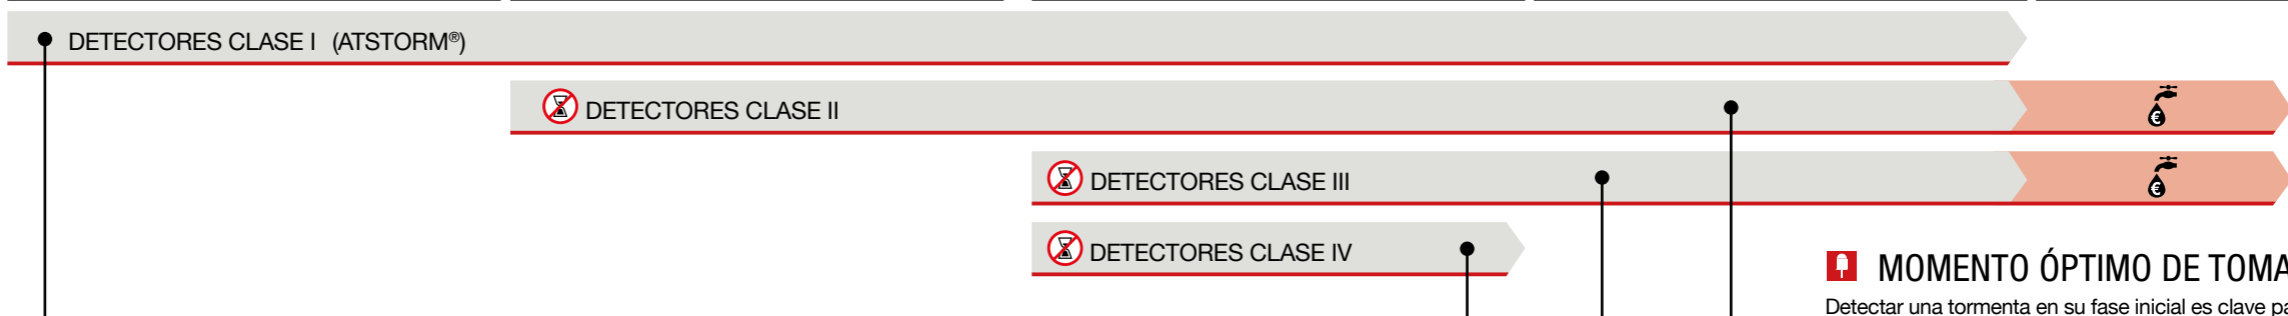 DETECTORES CLASE I (ATSTORM®)
DETECTORES CLASE II
€
DETECTORES CLASE III
€
DETECTORES CLASE IV
MOMENTO ÓPTIMO DE TOMA
Detectar una tormenta en su fase inicial es clave pa